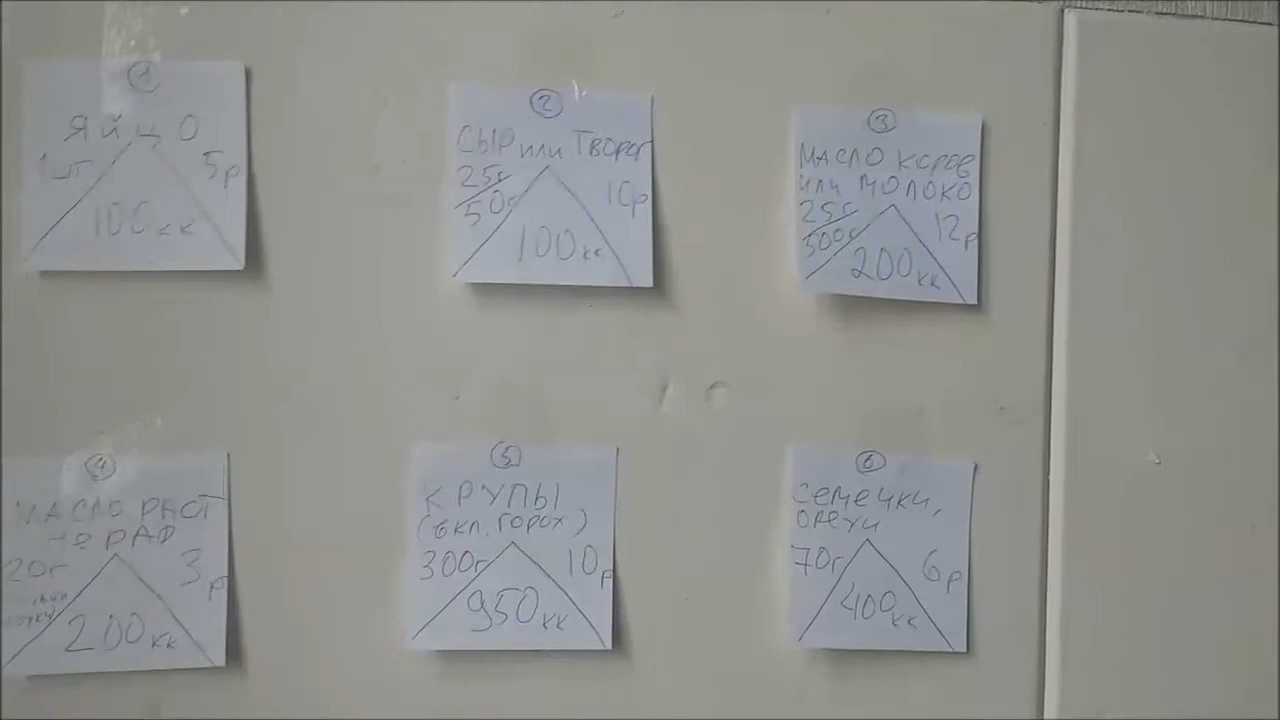 1
ЯЙЦО
1шт 5р
100кк
2
СЫР или ТВОРОГ
25г
50г 10р
100кк
3
МАСЛО КОРОВ
или МОЛОКО
25г
300г 12р
200кк
4
МАСЛО РАСТ
НеРАФ
20г 3р
200кк
5
КРУПЫ
(вкл. ГОРОХ)
300г 10р
950кк
6
Семечки,
орехи
70г 6р
400кк